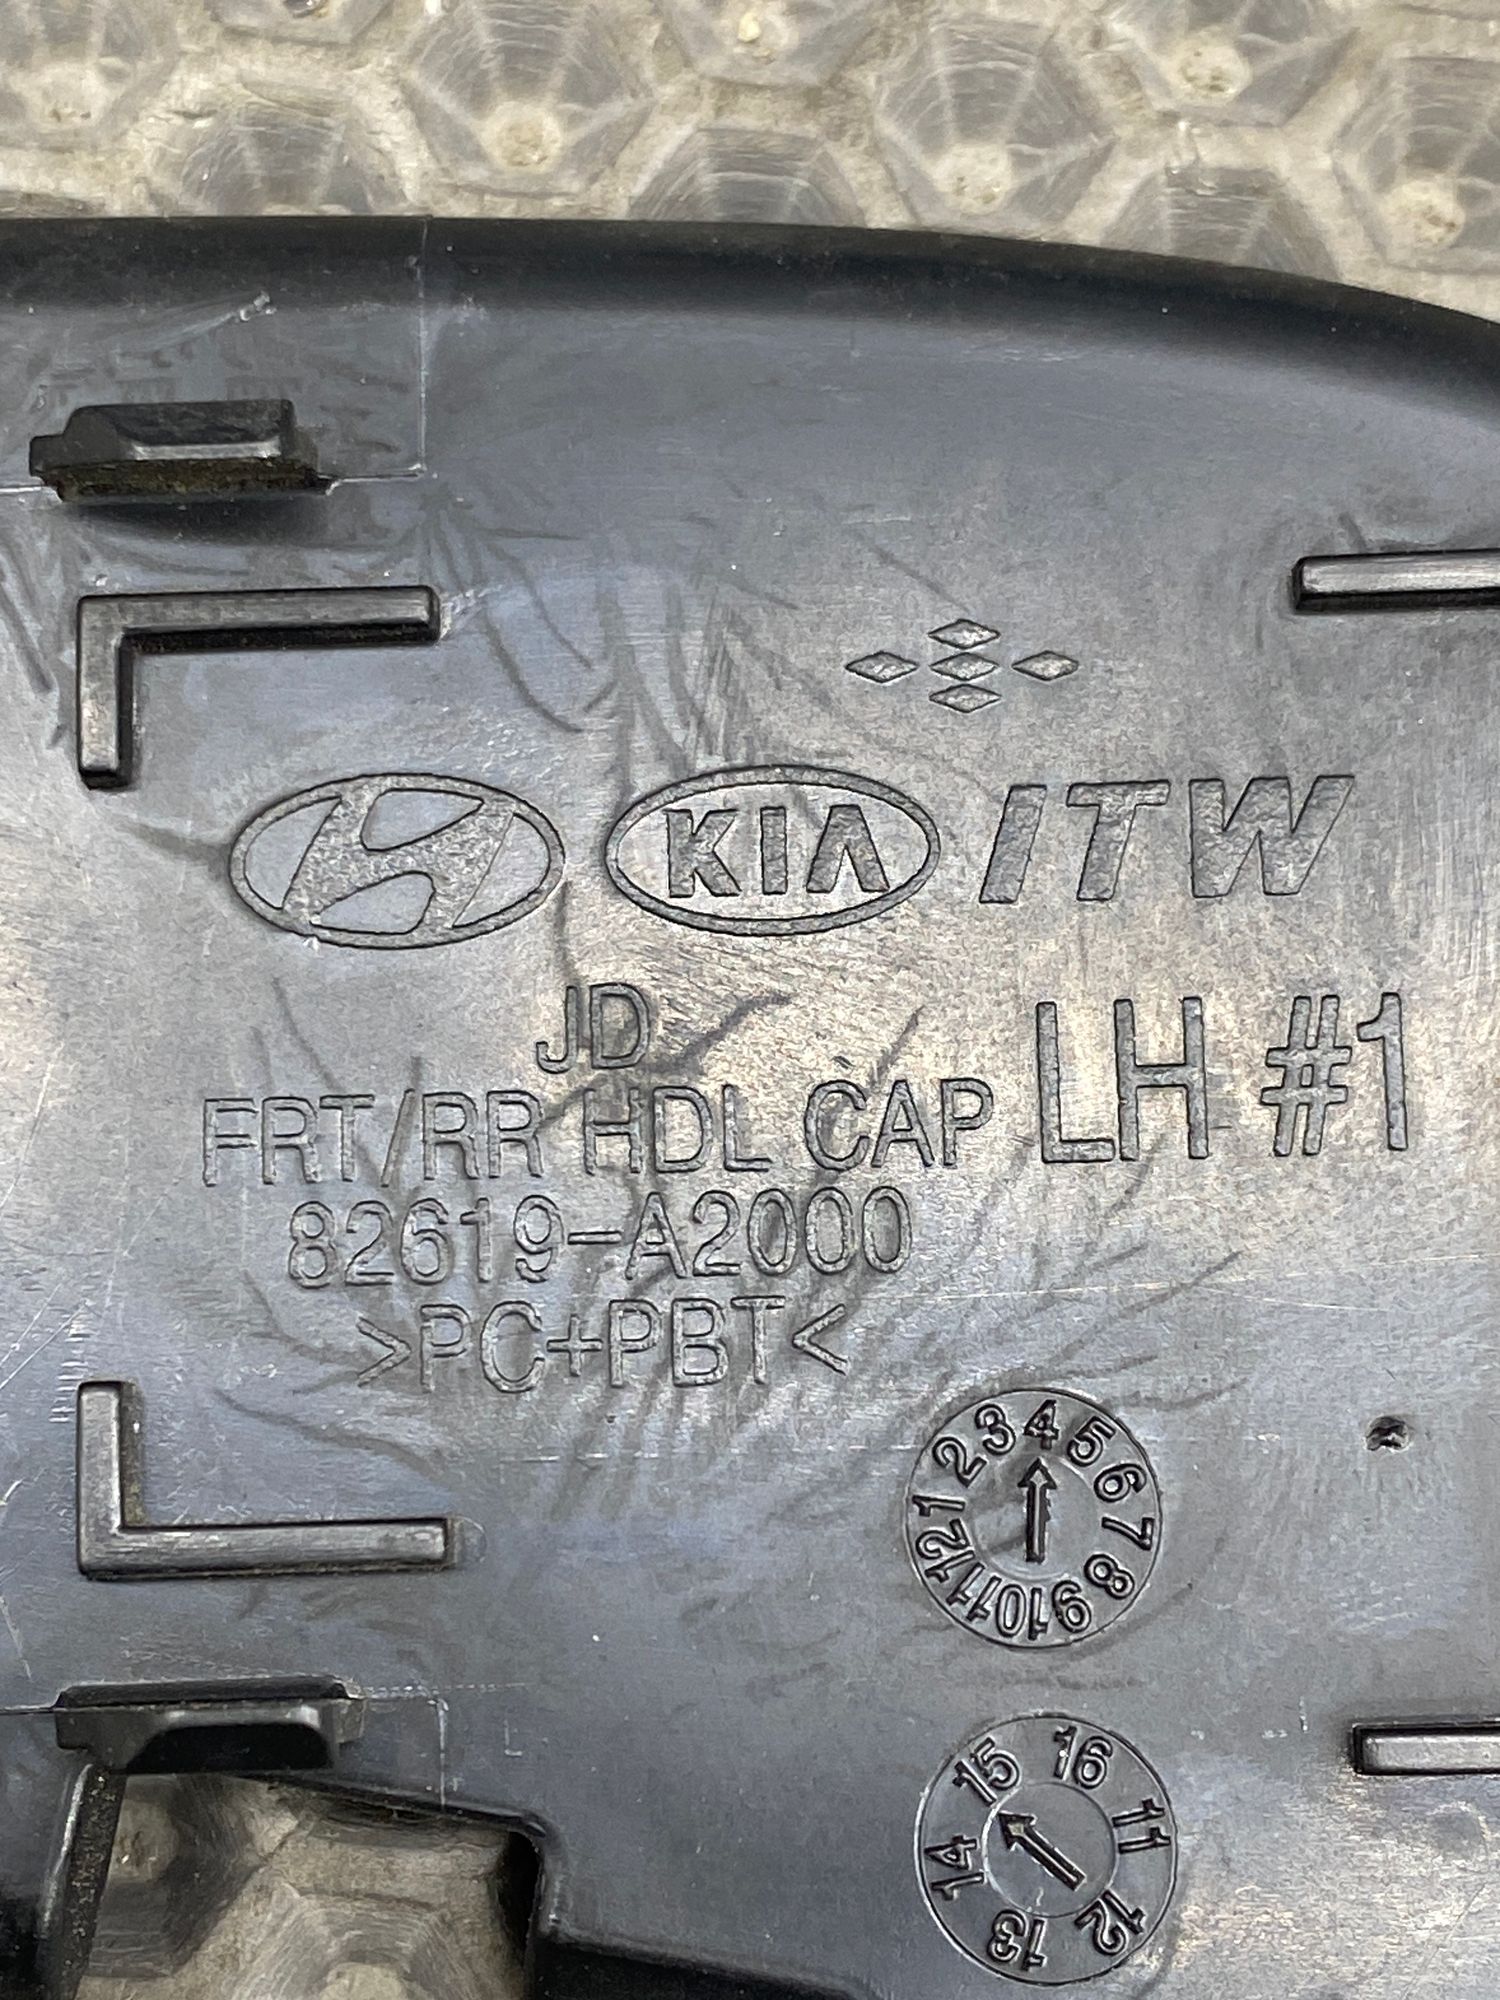 KIA ITW
JD
FRT/RR HDL CAP LH #1
82619-A2000
>PC+PBT<
1 2 3 4 5 6 7 8 9 10 11 12
11 12 13 14 15 16